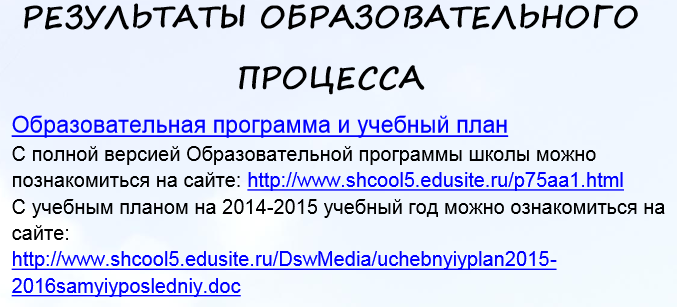 РЕЗУЛЬТАТЫ ОБРАЗОВАТЕЛЬНОГО
ПРОЦЕССА
Образовательная программа и учебный план
С полной версией Образовательной программы школы можно
познакомиться на сайте: http://www.shcool5.edusite.ru/p75aa1.html
С учебным планом на 2014-2015 учебный год можно ознакомиться на
сайте:
http://www.shcool5.edusite.ru/DswMedia/uchebnyiyplan2015-
2016samyiyposledniy.doc